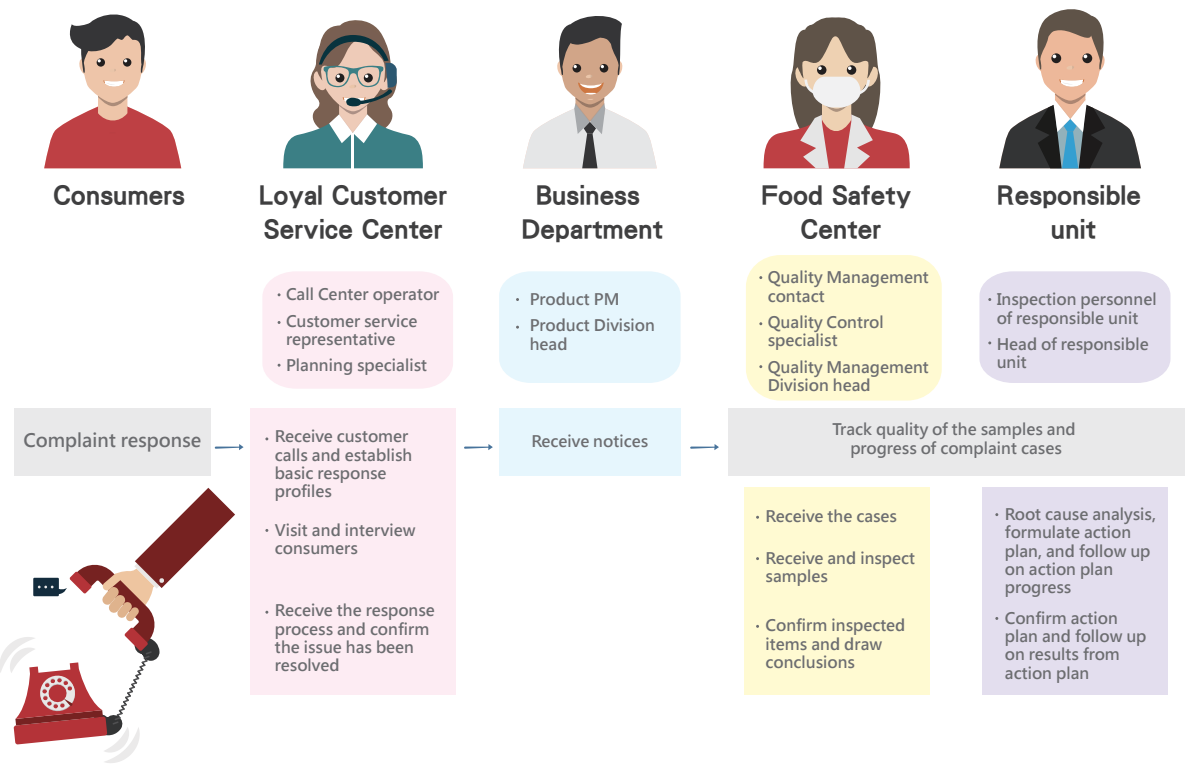 Consumers
Loyal Customer
Service Center
Business
Department
Food Safety
Center
Responsible
unit
· Call Center operator
· Customer service
representative
· Planning specialist
· Product PM
· Product Division
head
· Quality Management
contact
· Quality Control
specialist
· Quality Management
Division head
· Inspection personnel
of responsible unit
· Head of responsible
unit
Complaint response
· Receive customer
calls and establish
basic response
profiles
· Visit and interview
consumers
· Receive the response
process and confirm
the issue has been
resolved
Receive notices
Track quality of the samples and
progress of complaint cases
· Receive the cases
· Receive and inspect
samples
· Confirm inspected
items and draw
conclusions
· Root cause analysis,
formulate action
plan, and follow up
on action plan
progress
· Confirm action
plan and follow up
on results from
action plan